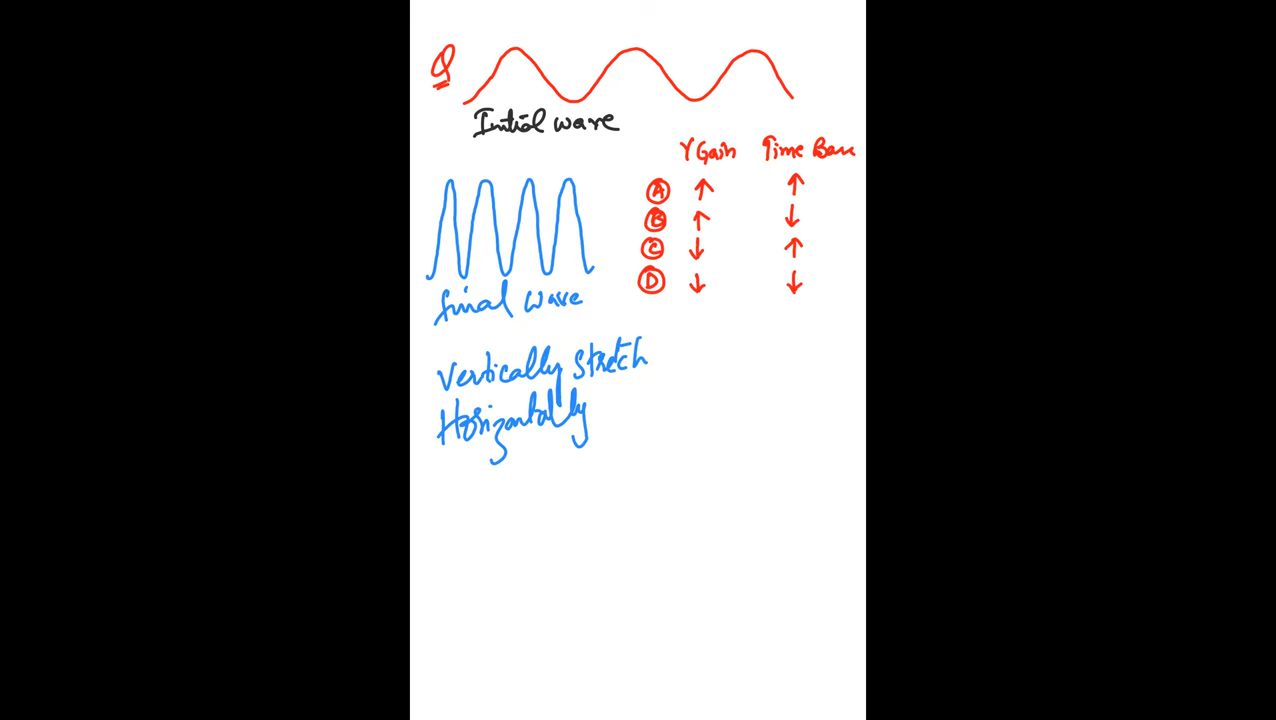 Q
Initial wave
Y Gain Time Base
A ↑ ↑
B ↑ ↓
C ↓ ↑
D ↓ ↓
final wave
Vertically stretch
Horizontally